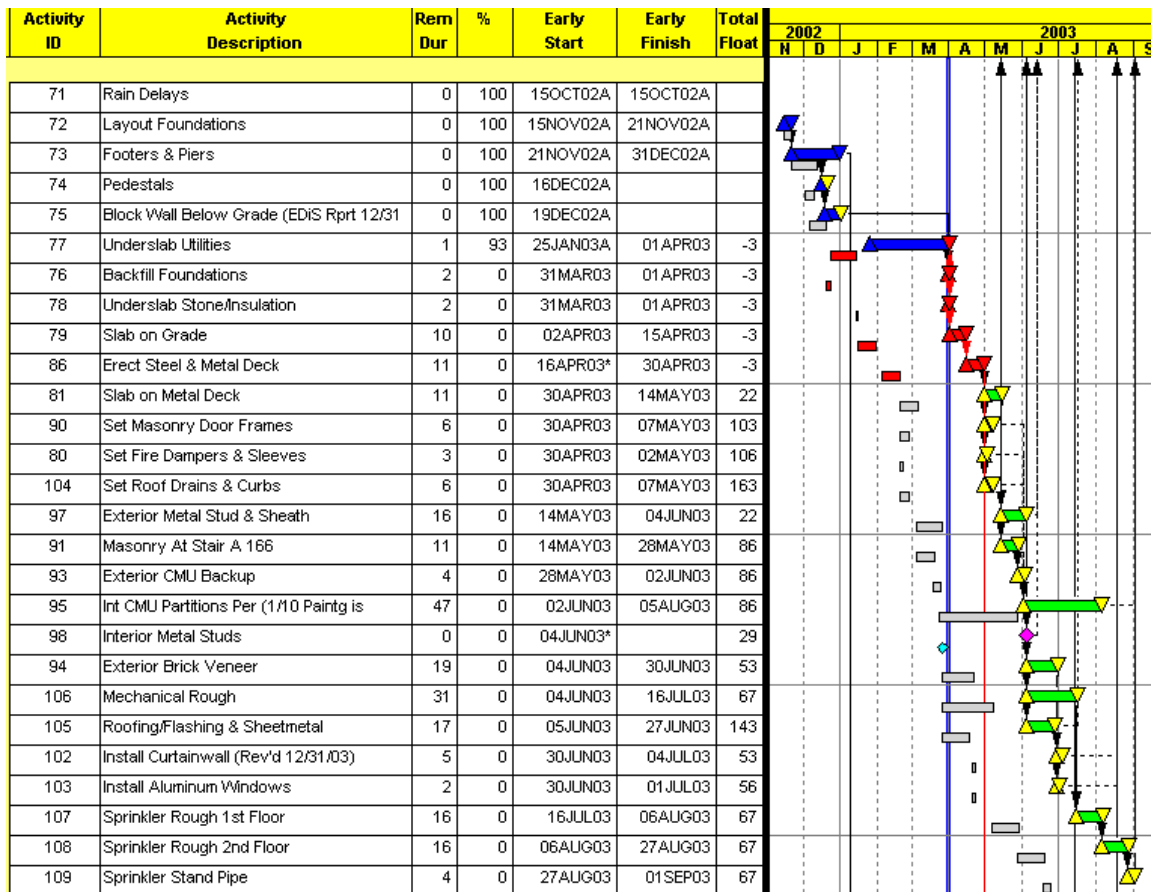 Activity ID Activity Description Rem Dur % Early Start Early Finish Total Float 2002 2003
N D J F M A M J J A S
71 Rain Delays 0 100 15OCT02A 15OCT02A
72 Layout Foundations 0 100 15NOV02A 21NOV02A
73 Footers & Piers 0 100 21NOV02A 31DEC02A
74 Pedestals 0 100 16DEC02A
75 Block Wall Below Grade (EDiS Rprt 12/31 0 100 19DEC02A
77 Underslab Utilities 1 93 25JAN03A 01APR03 -3
76 Backfill Foundations 2 0 31MAR03 01APR03 -3
78 Underslab Stone/Insulation 2 0 31MAR03 01APR03 -3
79 Slab on Grade 10 0 02APR03 15APR03 -3
86 Erect Steel & Metal Deck 11 0 16APR03* 30APR03 -3
81 Slab on Metal Deck 11 0 30APR03 14MAY03 22
90 Set Masonry Door Frames 6 0 30APR03 07MAY03 103
80 Set Fire Dampers & Sleeves 3 0 30APR03 02MAY03 106
104 Set Roof Drains & Curbs 6 0 30APR03 07MAY03 163
97 Exterior Metal Stud & Sheath 16 0 14MAY03 04JUN03 22
91 Masonry At Stair A 166 11 0 14MAY03 28MAY03 86
93 Exterior CMU Backup 4 0 28MAY03 02JUN03 86
95 Int CMU Partitions Per (1/10 Paintg is 47 0 02JUN03 05AUG03 86
98 Interior Metal Studs 0 0 04JUN03* 29
94 Exterior Brick Veneer 19 0 04JUN03 30JUN03 53
106 Mechanical Rough 31 0 04JUN03 16JUL03 67
105 Roofing/Flashing & Sheetmetal 17 0 05JUN03 27JUN03 143
102 Install Curtainwall (Rev'd 12/31/03) 5 0 30JUN03 04JUL03 53
103 Install Aluminum Windows 2 0 30JUN03 01JUL03 56
107 Sprinkler Rough 1st Floor 16 0 16JUL03 06AUG03 67
108 Sprinkler Rough 2nd Floor 16 0 06AUG03 27AUG03 67
109 Sprinkler Stand Pipe 4 0 27AUG03 01SEP03 67